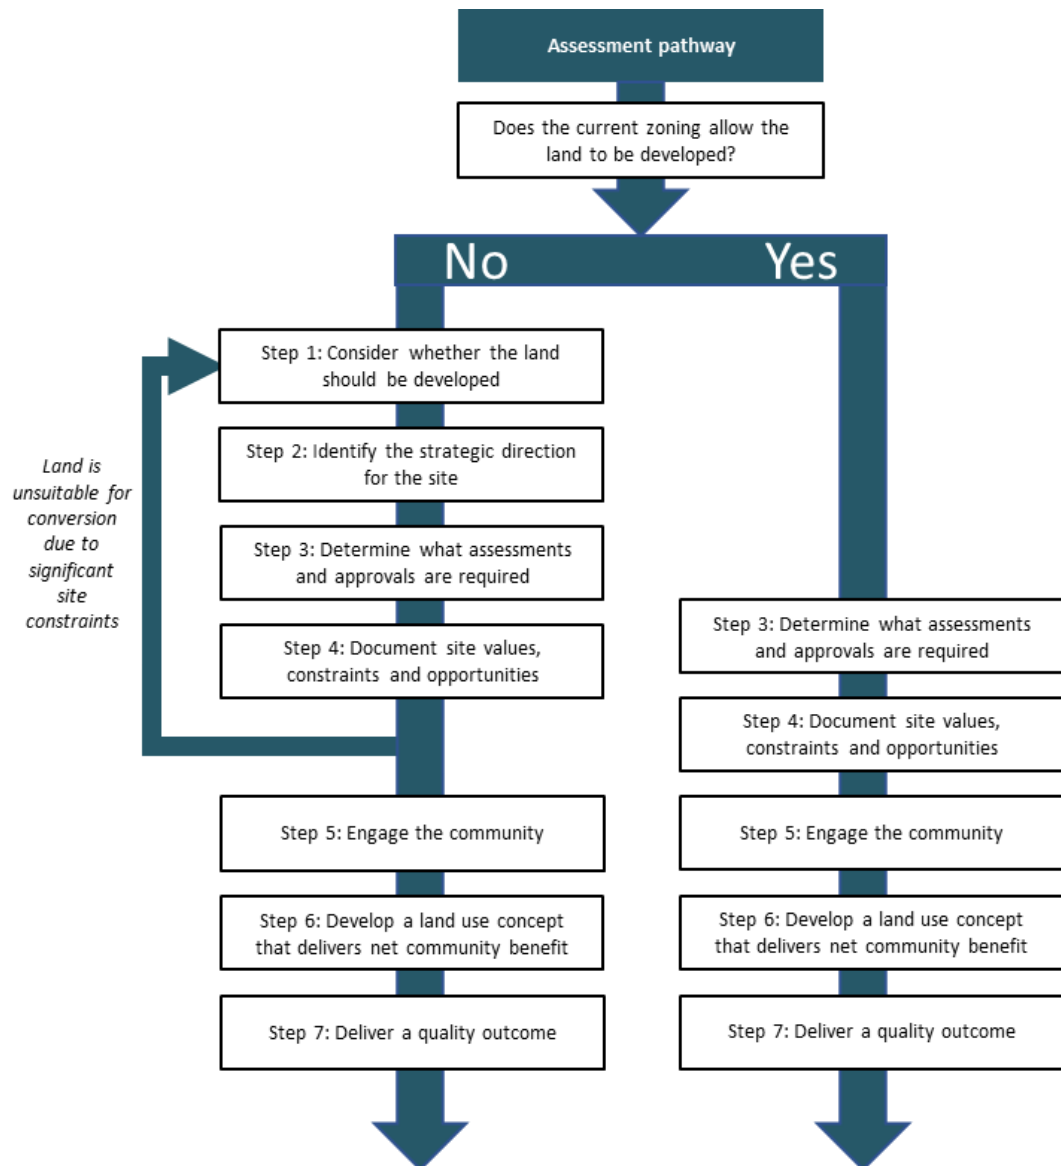 Assessment pathway
Does the current zoning allow the
land to be developed?
No
Yes
Step 1: Consider whether the land
should be developed
Step 2: Identify the strategic direction
for the site
Step 3: Determine what assessments
and approvals are required
Step 4: Document site values,
constraints and opportunities
Land is
unsuitable for
conversion
due to
significant
site
constraints
Step 5: Engage the community
Step 6: Develop a land use concept
that delivers net community benefit
Step 7: Deliver a quality outcome
Step 3: Determine what assessments
and approvals are required
Step 4: Document site values,
constraints and opportunities
Step 5: Engage the community
Step 6: Develop a land use concept
that delivers net community benefit
Step 7: Deliver a quality outcome